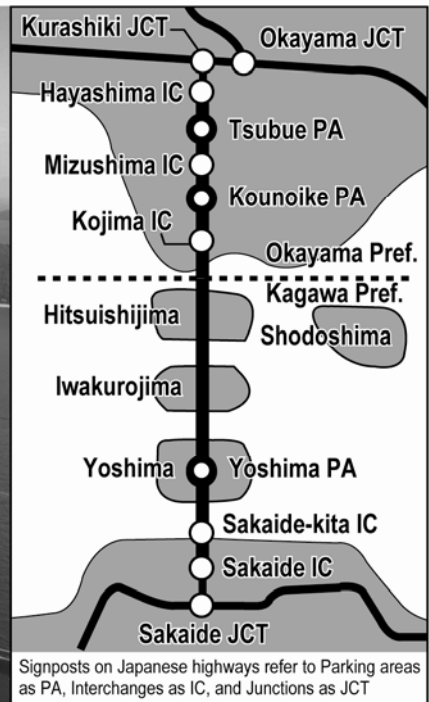 Kurashiki JCT
Okayama JCT
Hayashima IC
Tsubue PA
Mizushima IC
Kounoike PA
Kojima IC
Okayama Pref.
Kagawa Pref.
Hitsuishijima
Shodoshima
Iwakurojima
Yoshima
Yoshima PA
Sakaide-kita IC
Sakaide IC
Sakaide JCT
Signposts on Japanese highways refer to Parking areas
as PA, Interchanges as IC, and Junctions as JCT